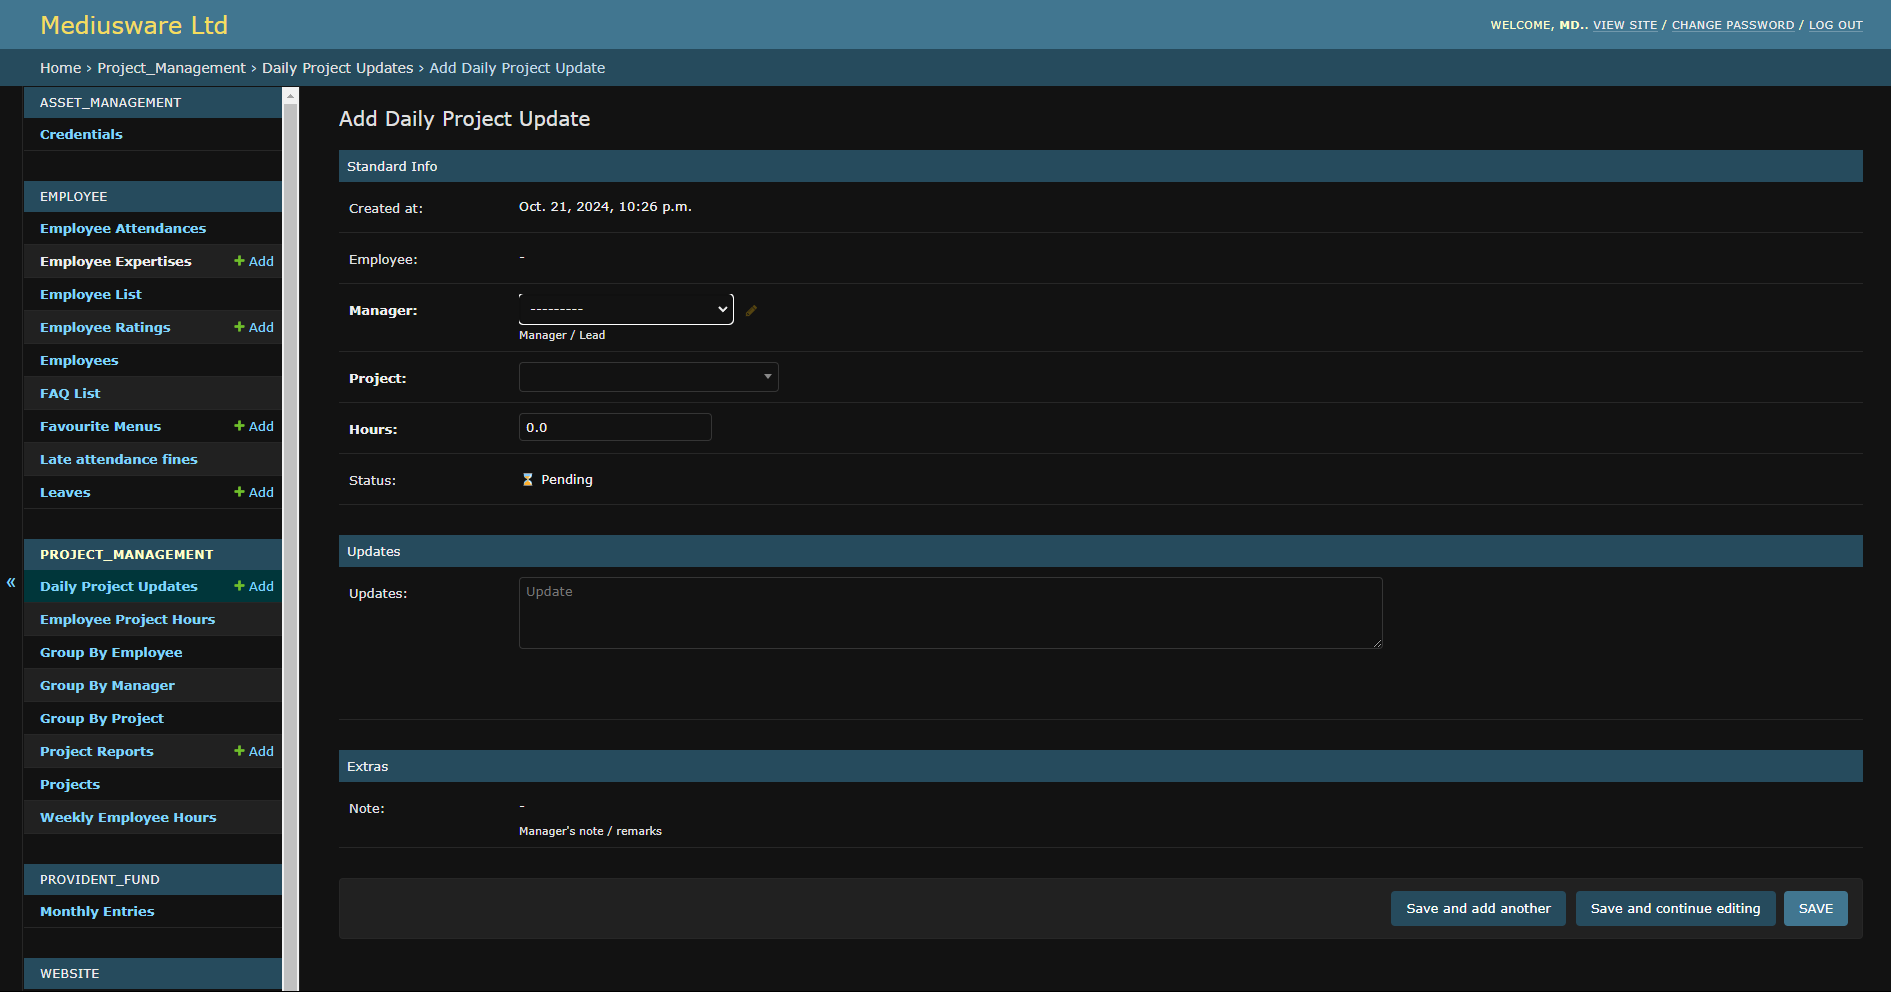 Mediusware Ltd
WELCOME, MD.. VIEW SITE / CHANGE PASSWORD / LOG OUT
Home › Project_Management › Daily Project Updates › Add Daily Project Update
ASSET_MANAGEMENT
Credentials
EMPLOYEE
Employee Attendances
Employee Expertises + Add
Employee List
Employee Ratings + Add
Employees
FAQ List
Favourite Menus + Add
Late attendance fines
Leaves + Add
PROJECT_MANAGEMENT
«
Daily Project Updates + Add
Employee Project Hours
Group By Employee
Group By Manager
Group By Project
Project Reports + Add
Projects
Weekly Employee Hours
PROVIDENT_FUND
Monthly Entries
WEBSITE
Add Daily Project Update
Standard Info
Created at: Oct. 21, 2024, 10:26 p.m.
Employee: -
Manager: ---------
Manager / Lead
Project:
Hours: 0.0
Status: ⌛ Pending
Updates
Updates: Update
Extras
Note: -
Manager's note / remarks
Save and add another Save and continue editing SAVE